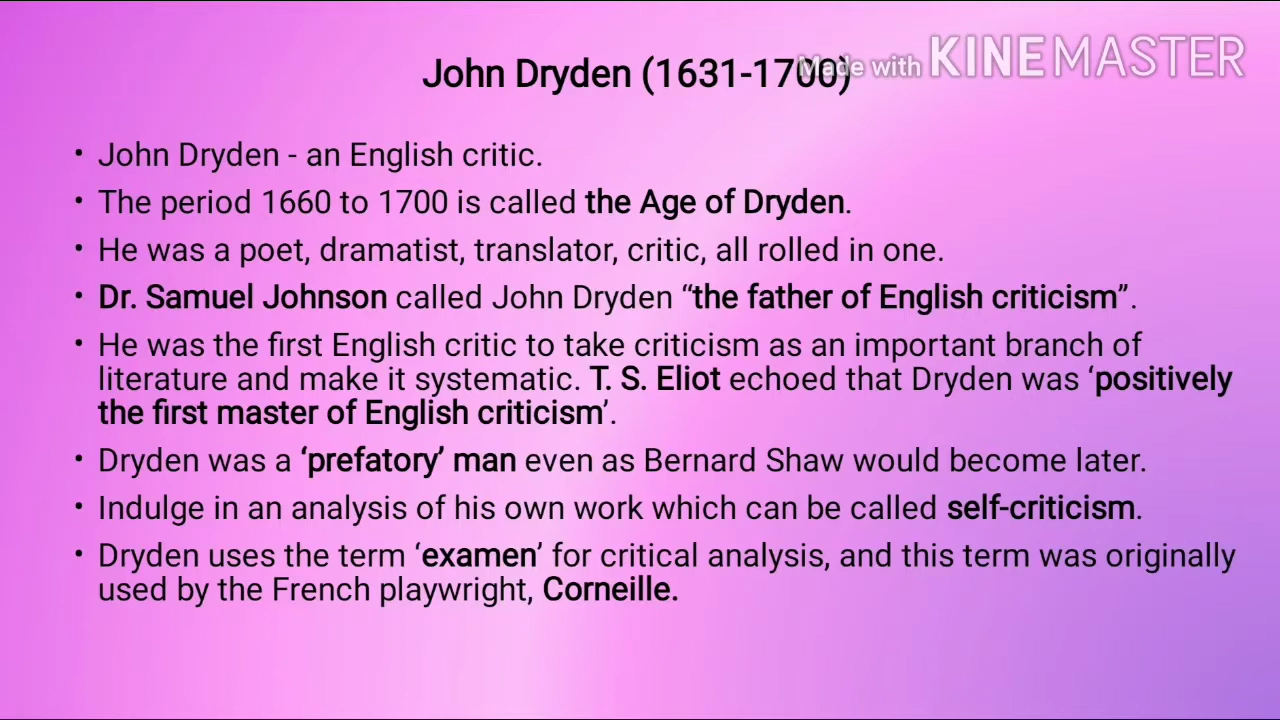 John Dryden (1631-1700)
Made with KINEMASTER
• John Dryden - an English critic.
• The period 1660 to 1700 is called the Age of Dryden.
• He was a poet, dramatist, translator, critic, all rolled in one.
• Dr. Samuel Johnson called John Dryden “the father of English criticism”.
• He was the first English critic to take criticism as an important branch of
literature and make it systematic. T. S. Eliot echoed that Dryden was ‘positively
the first master of English criticism’.
• Dryden was a ‘prefatory’ man even as Bernard Shaw would become later.
• Indulge in an analysis of his own work which can be called self-criticism.
• Dryden uses the term ‘examen’ for critical analysis, and this term was originally
used by the French playwright, Corneille.